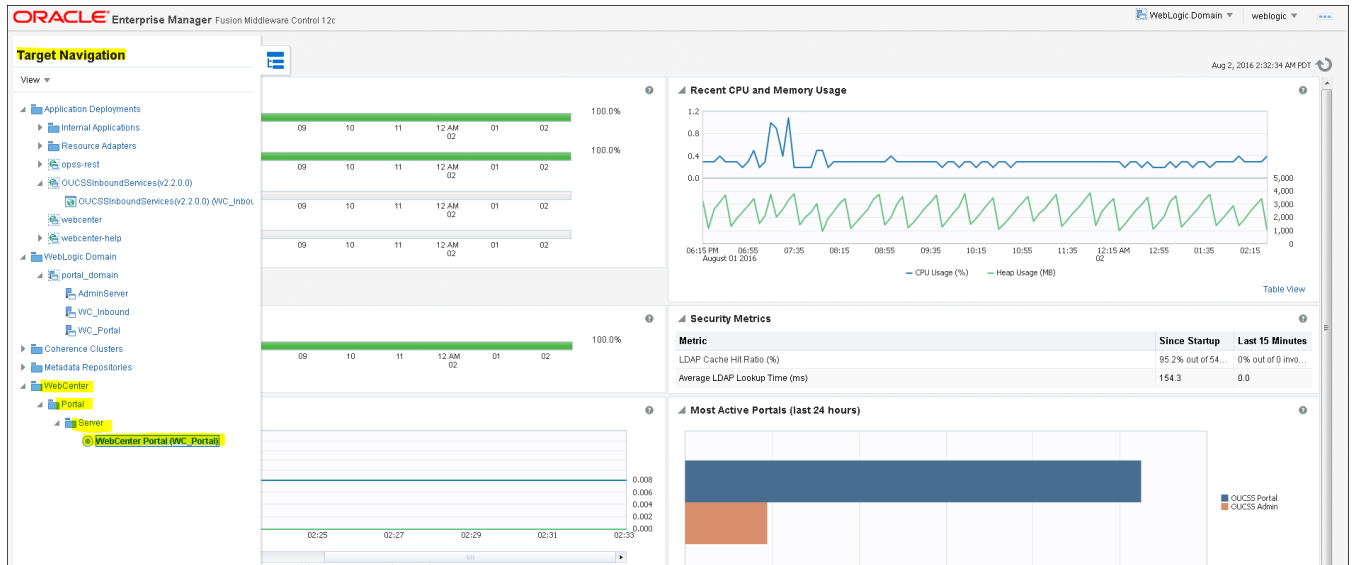 ORACLE Enterprise Manager Fusion Middleware Control 12c
WebLogic Domain
weblogic
Target Navigation
View
Application Deployments
Internal Applications
Resource Adapters
opss-rest
OUCSSInboundServices(v2.2.0.0)
OUCSSInboundServices(v2.2.0.0) (WC_Inbou
webcenter
webcenter-help
WebLogic Domain
portal_domain
AdminServer
WC_Inbound
WC_Portal
Coherence Clusters
Metadata Repositories
WebCenter
Portal
Server
WebCenter Portal (WC_Portal)
100.0%
09 10 11 12 AM 01 02
02
100.0%
09 10 11 12 AM 01 02
02
09 10 11 12 AM 01 02
02
09 10 11 12 AM 01 02
02
100.0%
09 10 11 12 AM 01 02
02
0.008
0.006
0.004
0.002
0.000
02:25 02:27 02:29 02:31 02:33
Aug 2, 2016 2:32:34 AM PDT
Recent CPU and Memory Usage
1.2
0.8
0.4
0.0
5,000
4,000
3,000
2,000
1,000
0
06:15 PM 06:55 07:35 08:15 08:55 09:35 10:15 10:55 11:35 12:15 AM 12:55 01:35 02:15
August 01 2016 02
CPU Usage (%) Heap Usage (MB)
Table View
Security Metrics
Metric Since Startup Last 15 Minutes
LDAP Cache Hit Ratio (%) 95.2% out of 54... 0% out of 0 invo...
Average LDAP Lookup Time (ms) 154.3 0.0
Most Active Portals (last 24 hours)
OUCSS Portal
OUCSS Admin